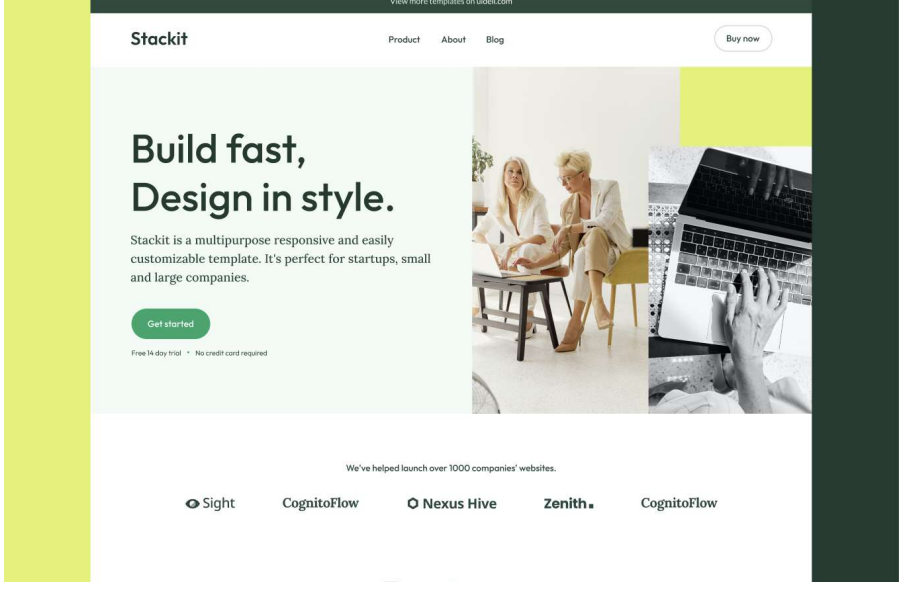 View more templates on uideli.com
Stackit
Product About Blog
Buy now
Build fast,
Design in style.
Stackit is a multipurpose responsive and easily
customizable template. It's perfect for startups, small
and large companies.
Get started
Free 14 day trial • No credit card required
We've helped launch over 1000 companies' websites.
Sight CognitoFlow Nexus Hive Zenith. CognitoFlow